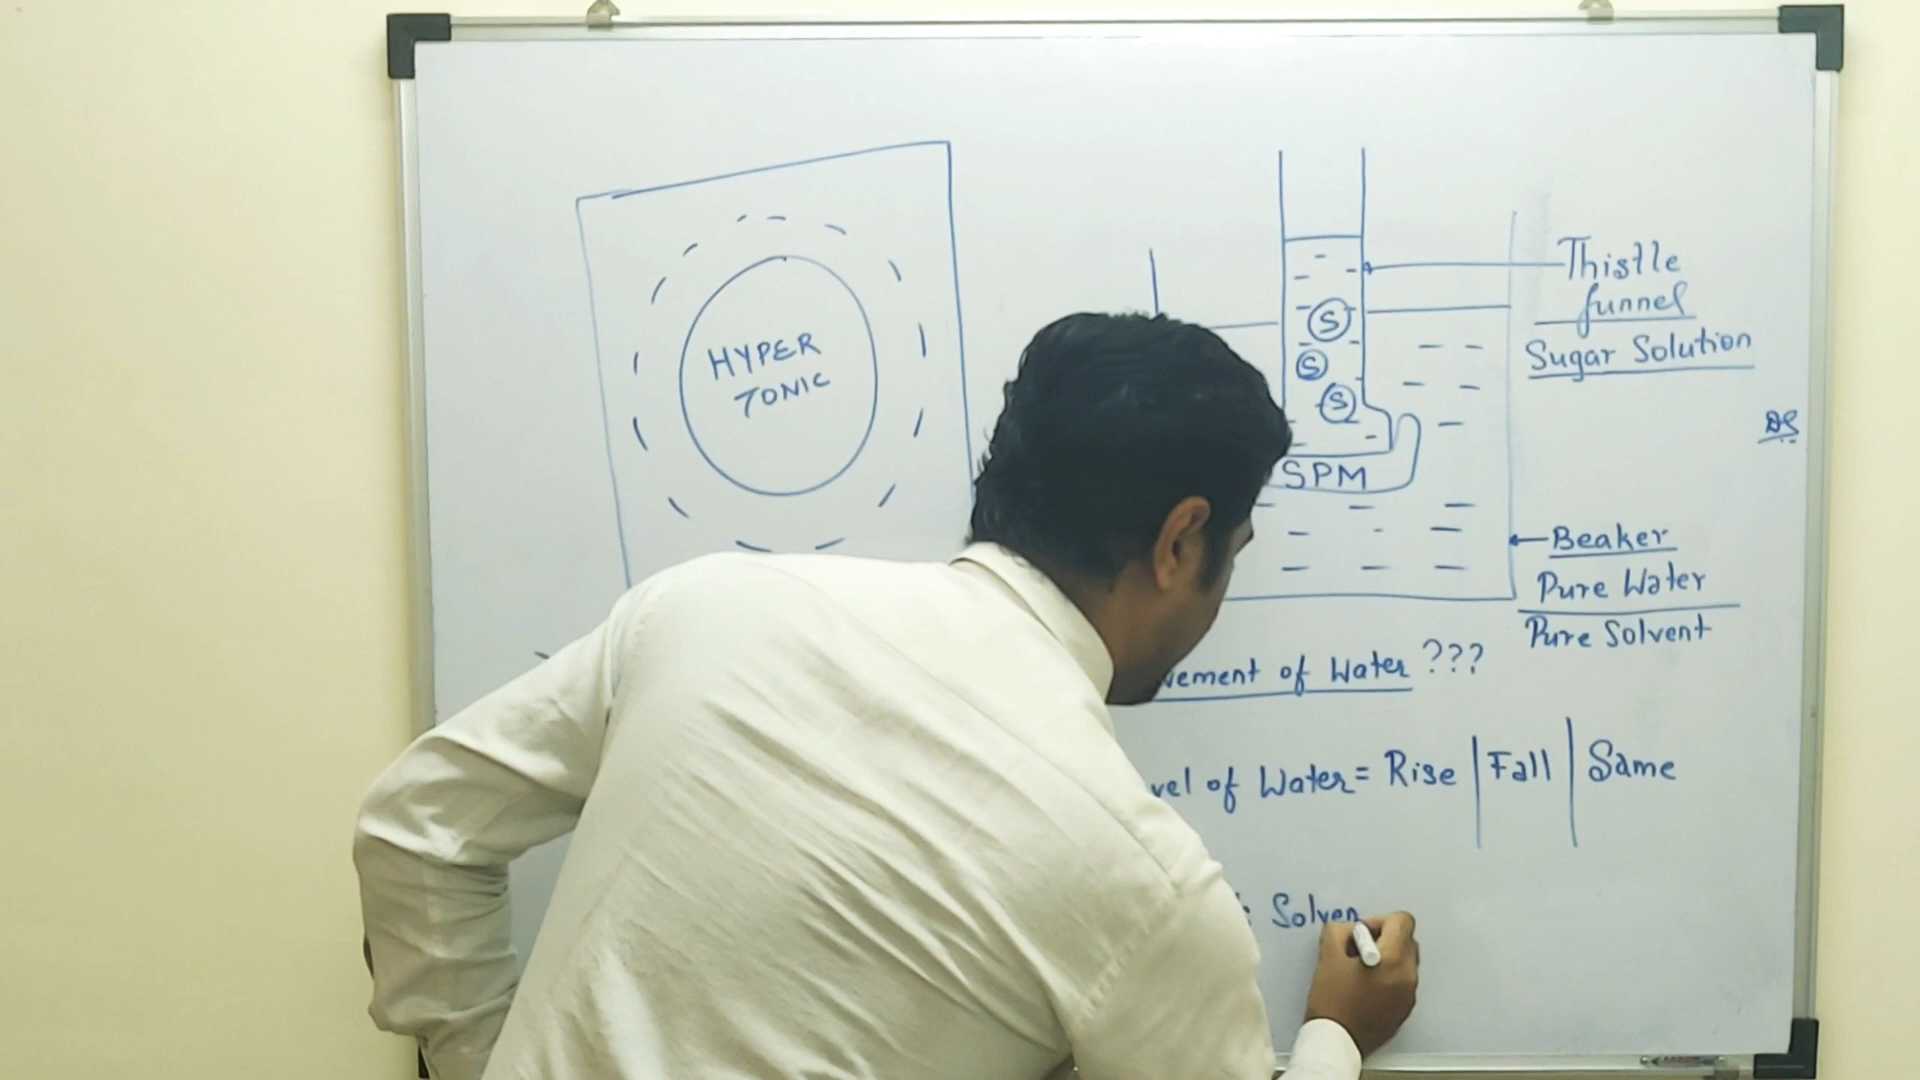 HYPER
TONIC
S
S
S
SPM
Thistle
funnel
Sugar Solution
DS
Beaker
Pure Water
Pure Solvent
vement of Water ???
vel of Water = Rise | Fall | Same
: Solven